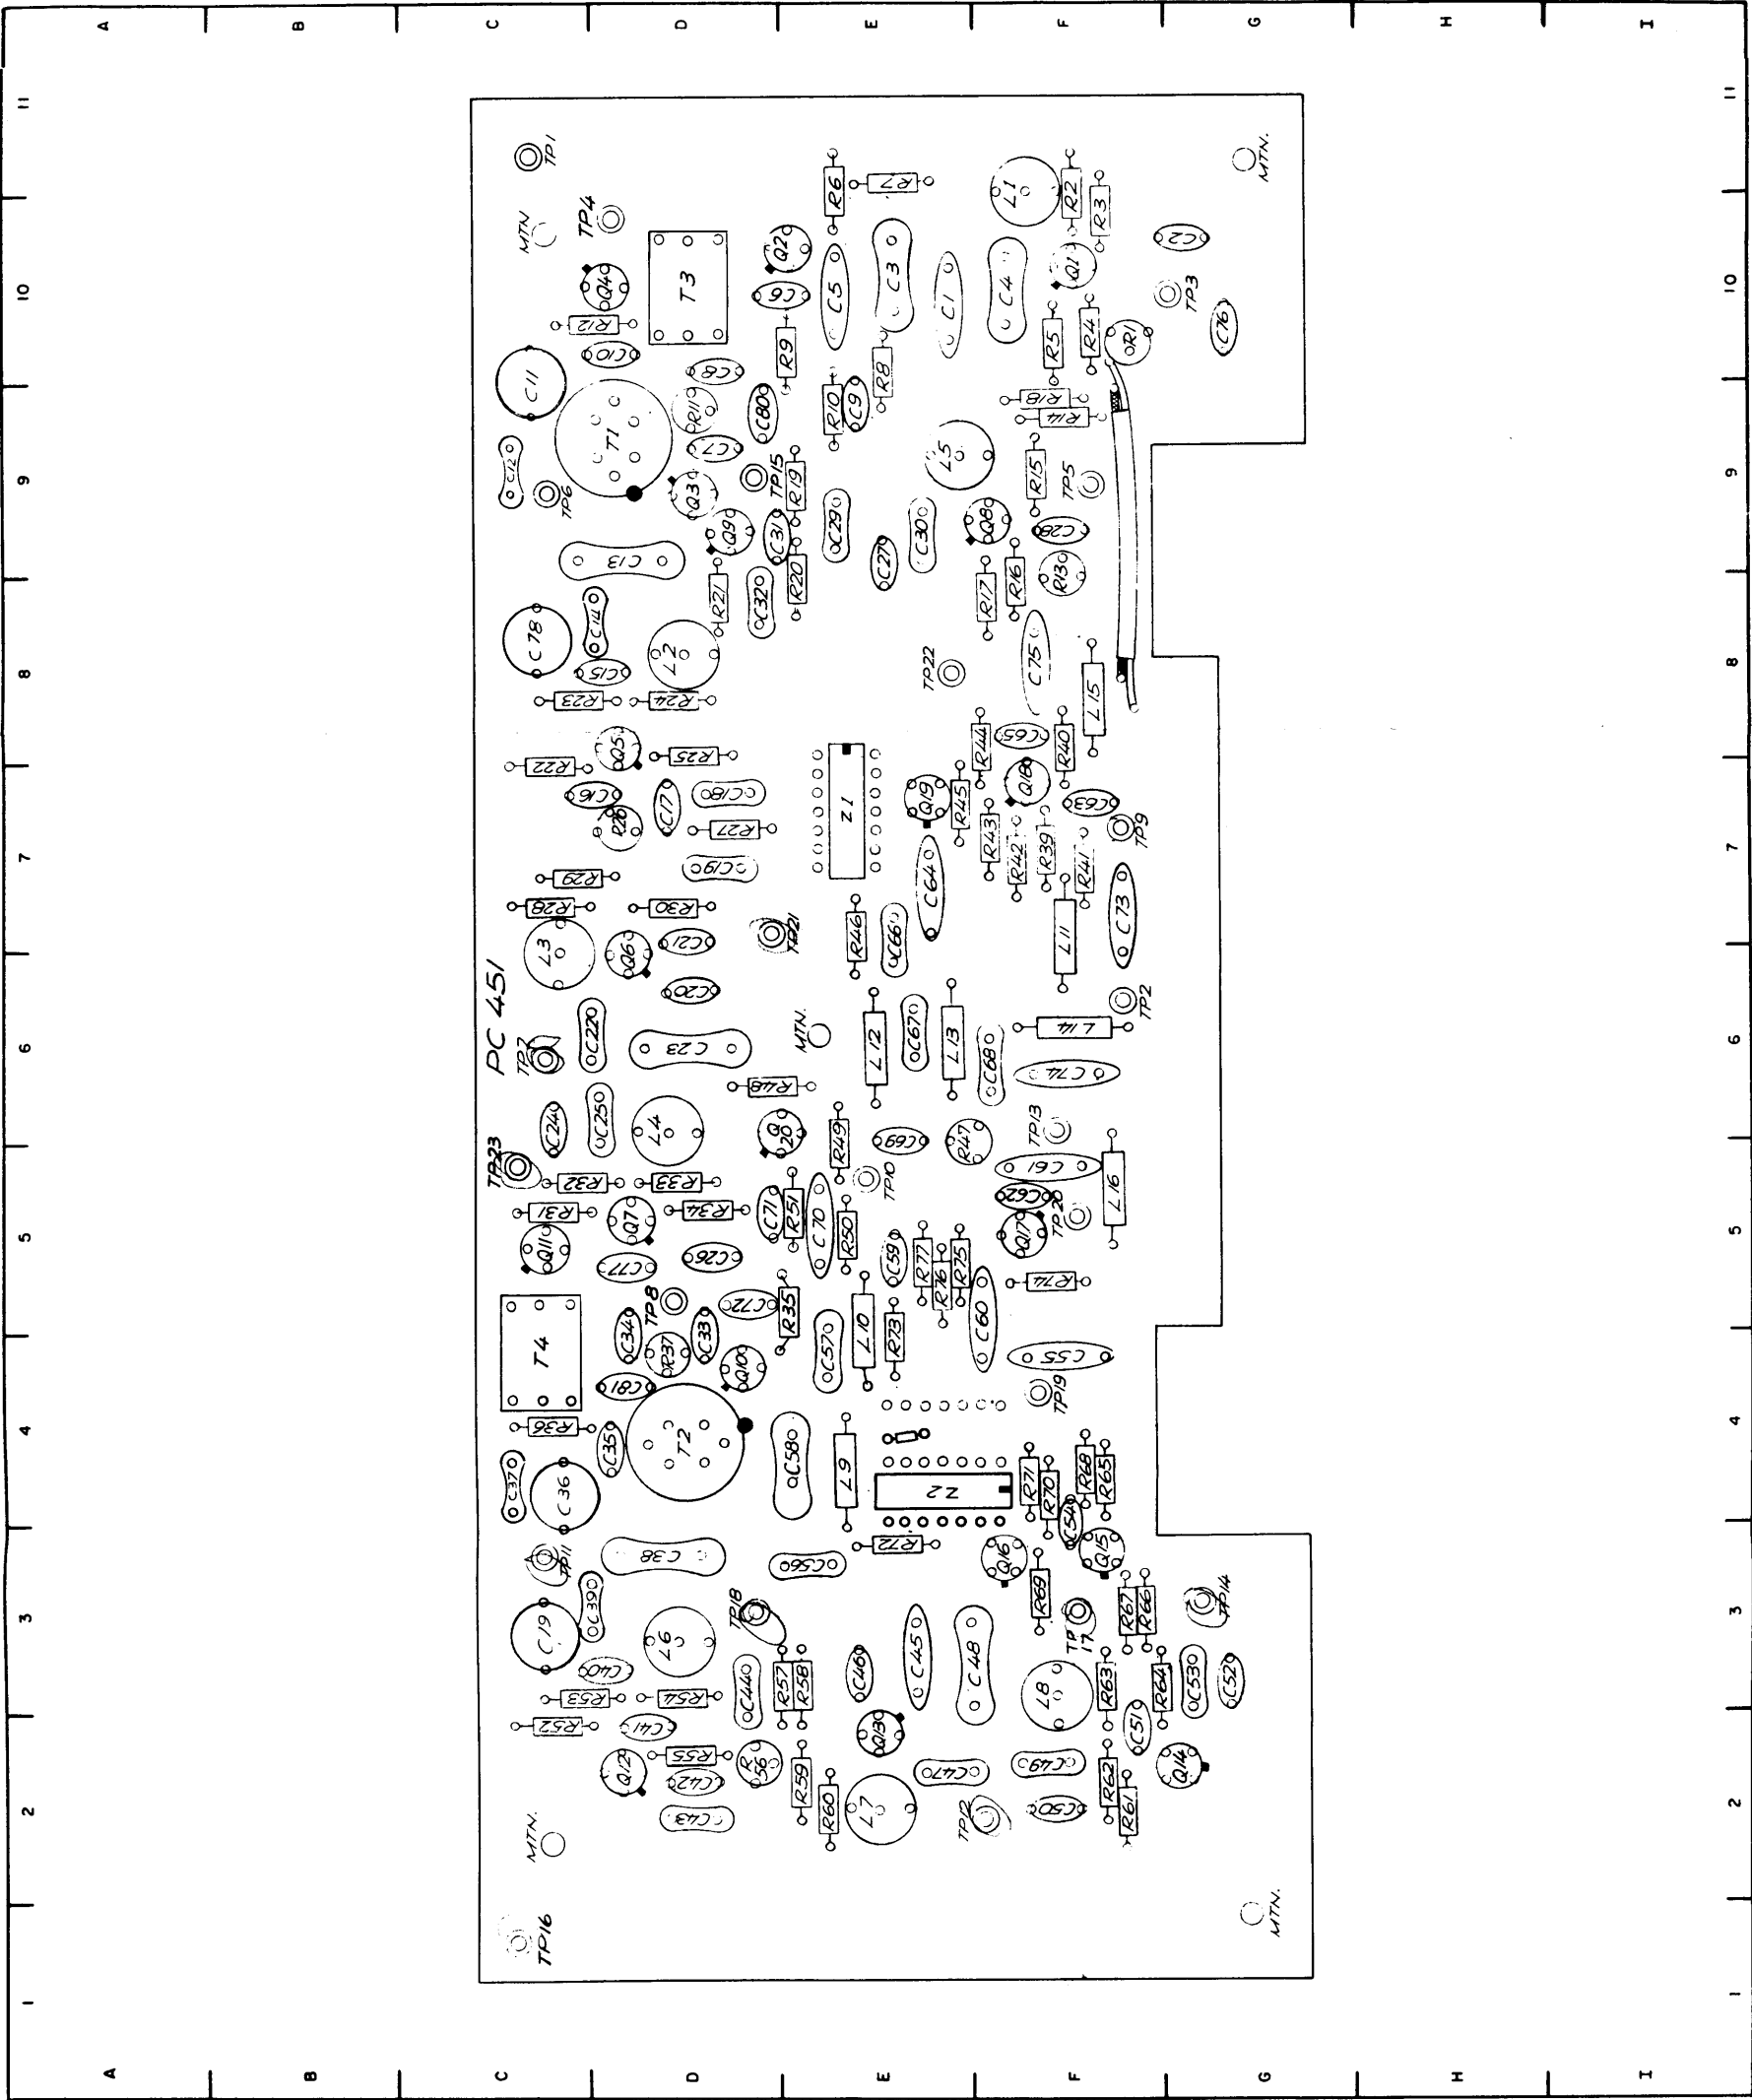 A B C D E F G H I
11
TP1
MTN.
MTN
TP4
R6
R7
L1
R2
R3
C2
Q2
Q4
T3
C6
C5
C3
C1
C4
Q1
TP3
10
R12
C10
R9
R8
R5
R4
CR1
C76
C11
C8
R11
C80
R10
C9
R18
R14
T1
C7
L5
C12
TP6
Q3
TP15
R19
R15
TP5
9
Q9
C31
C29
C30
Q8
C28
C13
C27
R20
R21
C32
R17
R16
R13
C78
C14
L2
C15
TP22
C75
L15
8
R23
R24
Q5
R25
R44
C65
R40
R22
C16
R26
C17
C18
R27
Z1
Q19
R45
Q18
C63
TP9
R43
R42
R39
R41
7
C19
C64
R29
R28
R30
L3
Q6
C21
TP21
R46
C66
L11
C73
PC 451
C20
TP2
TP7
C22
C23
MTN.
L12
C67
L13
L14
6
C68
C74
R48
C24
C25
L4
Q20
R49
C69
R47
TP13
TP23
R32
R33
TP10
C61
C62
L16
R31
Q7
R34
C71
R51
C70
R50
Q17
TP20
5
Q11
C77
C26
C59
R77
R76
R75
R74
TP8
C72
R35
T4
C34
R37
C33
C57
L10
R73
C60
C55
Q10
C81
TP19
R36
C35
T2
C58
L9
4
C37
C36
Z2
R71
R70
R68
R65
C54
TP11
C38
C56
R72
Q16
Q15
R69
C39
C19
L6
TP18
C45
C48
TP17
R67
R66
TP14
3
C40
R53
R54
C44
R57
R58
C46
L8
R63
R64
C53
C52
R52
C41
Q13
C51
Q12
R55
C42
R56
R59
C47
C49
R62
Q14
C43
R60
L7
TP12
C50
R61
2
MTN.
TP16
MTN.
1
A B C D E F G H I